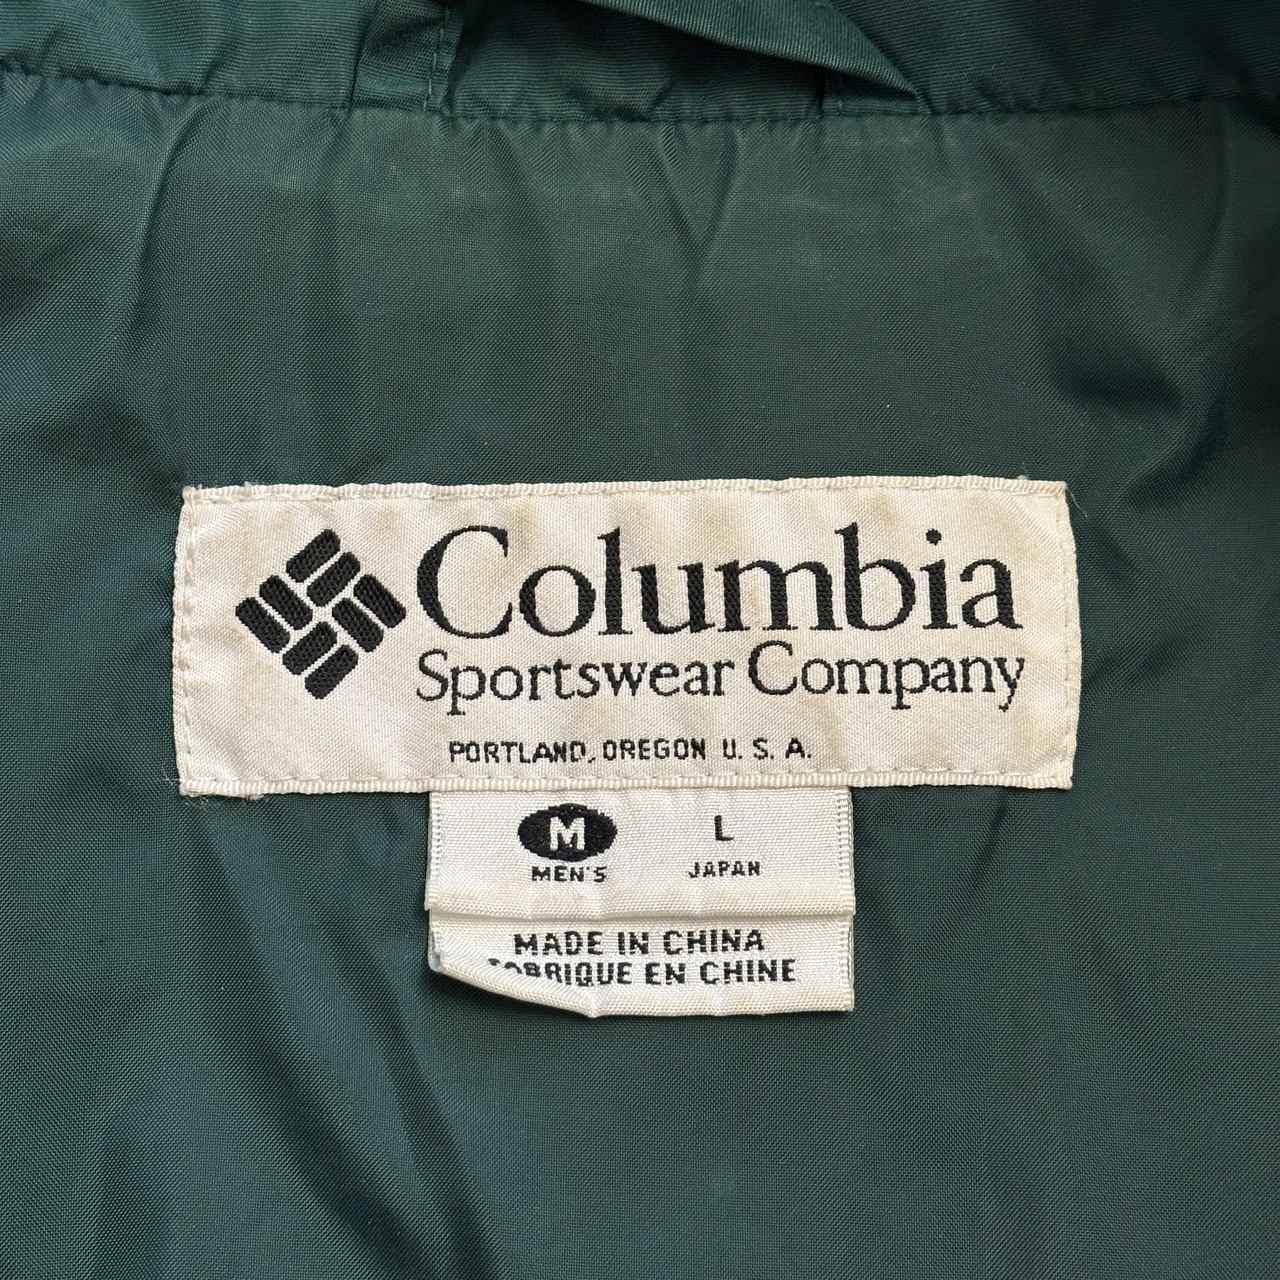 Columbia
Sportswear Company
PORTLAND, OREGON U. S. A.
M L
MEN'S JAPAN
MADE IN CHINA
FABRIQUE EN CHINE